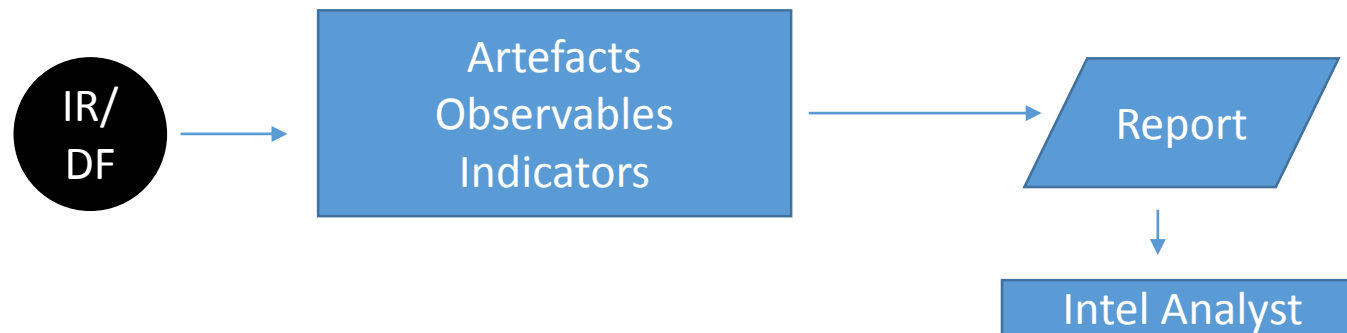 IR/
DF
Artefacts
Observables
Indicators
Report
Intel Analyst